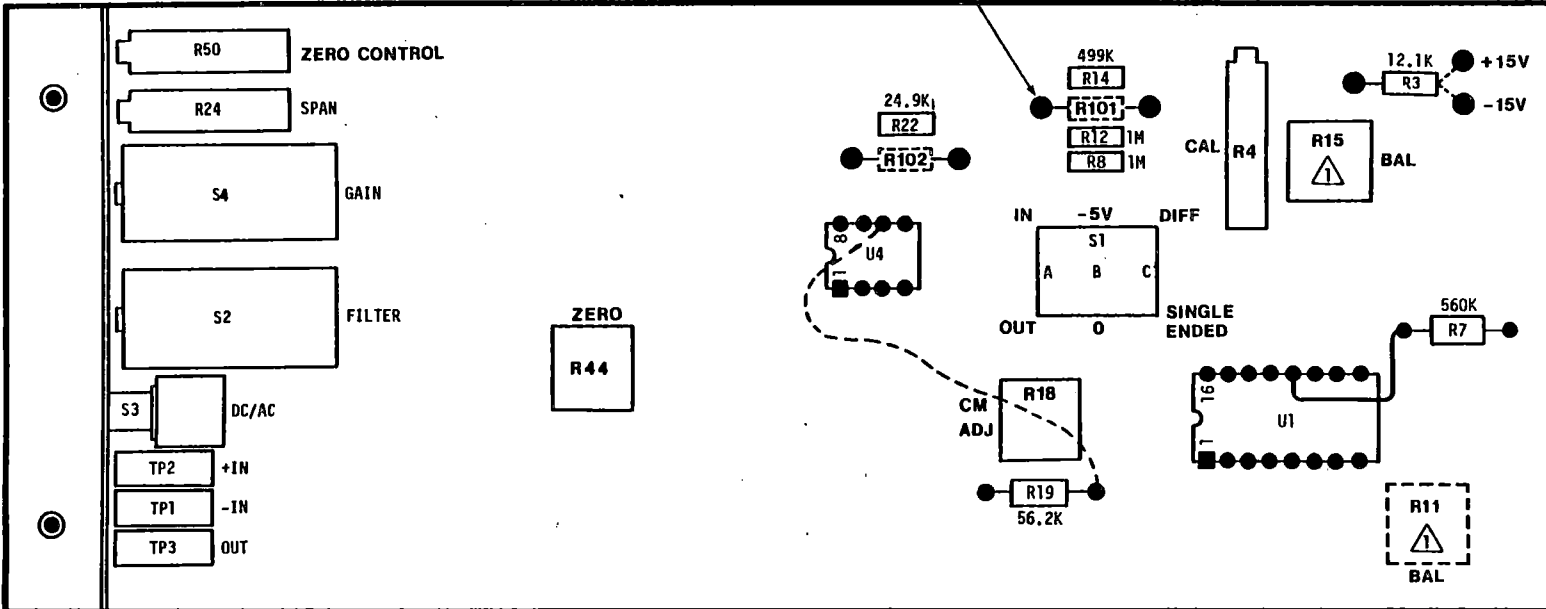 R50 ZERO CONTROL
R24 SPAN
S4 GAIN
S2 FILTER
S3 DC/AC
TP2 +IN
TP1 -IN
TP3 OUT
ZERO
R44
24.9K
R22
R102
8
1
U4
499K
R14
R101
R12 1M
R8 1M
IN -5V DIFF
S1
A B C
OUT 0 SINGLE
ENDED
CM
ADJ
R18
R19
56.2K
CAL R4
R15
1
BAL
12.1K
R3
+15V
-15V
560K
R7
16
1
U1
R11
1
BAL